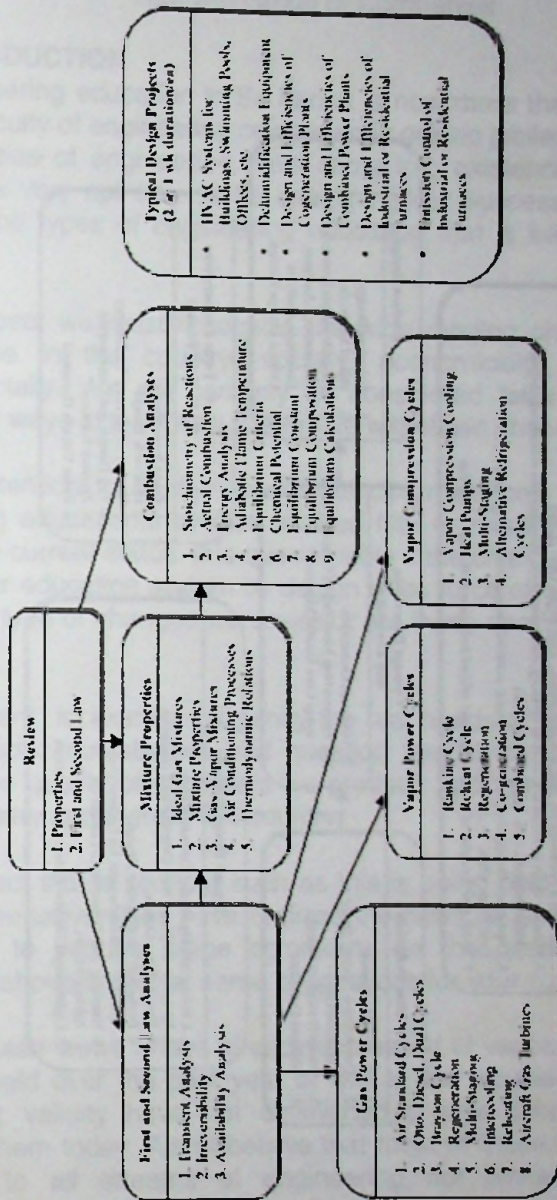 Review
1. Properties
2. First and Second Law
First and Second Law Analyses
1. Transient Analysis
2. Irreversibility
3. Availability Analysis
Mixture Properties
1. Ideal Gas Mixtures
2 Mixture Properties
3. Gas-Vapor Mixtures
4. Air Conditioning Processes
5. Thermodynamic Relations
Combustion Analyses
1. Stoichiometry of Reactions
2 Actual Combustion
3 Energy Analysis
4. Adiabatic Flame Temperature
5. Equilibrium Criteria
6 Chemical Potential
7. Equilibrium Constant
8 Equilibrium Composition
9. Equilibrium Calculations
Typical Design Projects
(2 at 1 wk duration/ea)
• HVAC Systems for
Buildings, Swimming Pools,
Offices, etc
• Dehumidification Equipment
• Design and Efficiencies of
Cogeneration Plants
• Design and Efficiencies of
Combined Power Plants
• Design and Efficiencies of
Industrial or Residential
Furnaces
• Emission Control of
Industrial or Residential
Furnaces
Gas Power Cycles
1. Air Standard Cycles
2. Otto, Diesel, Dual Cycles
3. Brayton Cycle
4. Regeneration
5. Multi-Staging
6. Intercooling
7. Reheating
8. Aircraft Gas Turbines
Vapor Power Cycles
1. Rankine Cycle
2. Reheat Cycle
3. Regeneration
4. Co-generation
5. Combined Cycles
Vapor Compression Cycles
1. Vapor Compression Cooling
2. Heat Pumps
3. Multi-Staging
4. Alternative Refrigeration
Cycles